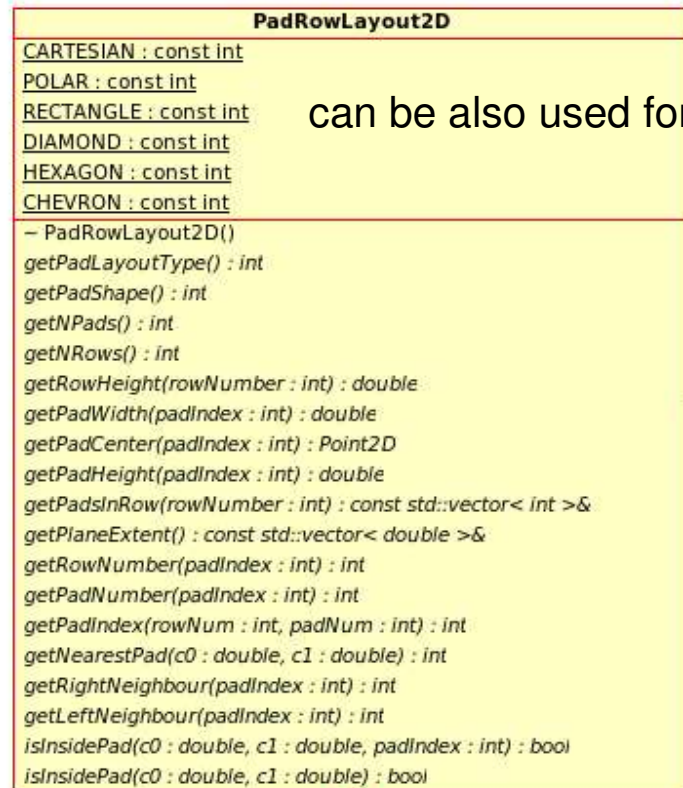 PadRowLayout2D
CARTESIAN : const int
POLAR : const int
RECTANGLE : const int
can be also used for
DIAMOND : const int
HEXAGON : const int
CHEVRON : const int
~ PadRowLayout2D()
getPadLayoutType() : int
getPadShape() : int
getNPads() : int
getNRows() : int
getRowHeight(rowNumber : int) : double
getPadWidth(padIndex : int) : double
getPadCenter(padIndex : int) : Point2D
getPadHeight(padIndex : int) : double
getPadsInRow(rowNumber : int) : const std::vector< int >&
getPlaneExtent() : const std::vector< double >&
getRowNumber(padIndex : int) : int
getPadNumber(padIndex : int) : int
getPadIndex(rowNum : int, padNum : int) : int
getNearestPad(c0 : double, c1 : double) : int
getRightNeighbour(padIndex : int) : int
getLeftNeighbour(padIndex : int) : int
isInsidePad(c0 : double, c1 : double, padIndex : int) : bool
isInsidePad(c0 : double, c1 : double) : bool